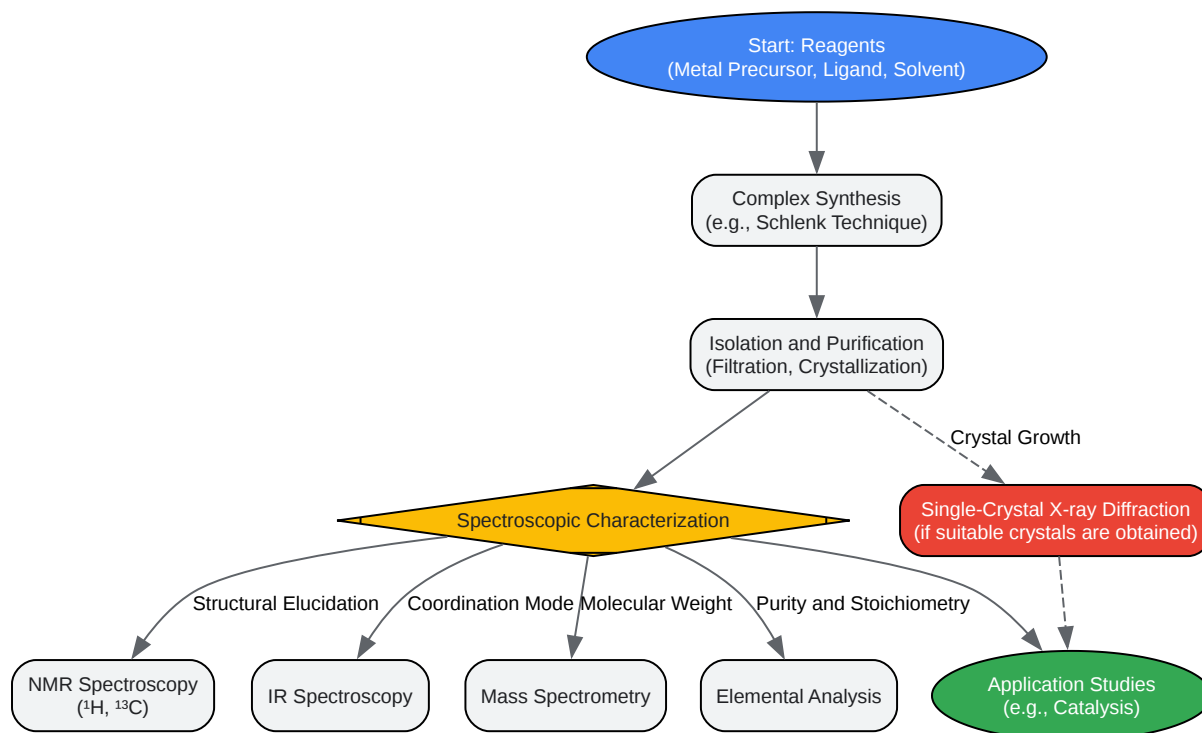 Start: Reagents
(Metal Precursor, Ligand, Solvent)
Complex Synthesis
(e.g., Schlenk Technique)
Isolation and Purification
(Filtration, Crystallization)
Crystal Growth
Spectroscopic Characterization
Single-Crystal X-ray Diffraction
(if suitable crystals are obtained)
Structural Elucidation
Coordination Mode
Molecular Weight
Purity and Stoichiometry
NMR Spectroscopy
(¹H, ¹³C)
IR Spectroscopy
Mass Spectrometry
Elemental Analysis
Application Studies
(e.g., Catalysis)